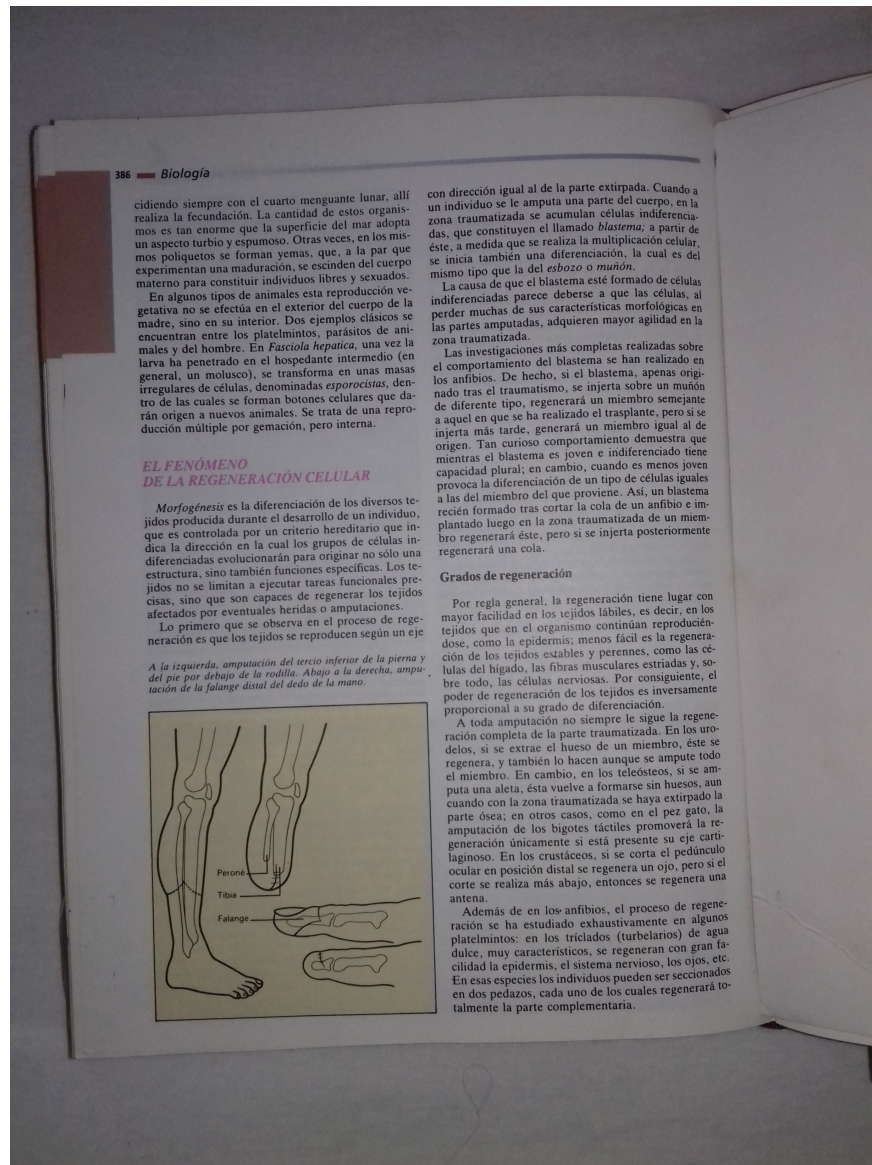 386 Biología
cidiendo siempre con el cuarto menguante lunar, allí
realiza la fecundación. La cantidad de estos organis-
mos es tan enorme que la superficie del mar adopta
un aspecto turbio y espumoso. Otras veces, en los mis-
mos poliquetos se forman yemas, que, a la par que
experimentan una maduración, se escinden del cuerpo
materno para constituir individuos libres y sexuados.
En algunos tipos de animales esta reproducción ve-
getativa no se efectúa en el exterior del cuerpo de la
madre, sino en su interior. Dos ejemplos clásicos se
encuentran entre los platelmintos, parásitos de ani-
males y del hombre. En Fasciola hepatica, una vez la
larva ha penetrado en el hospedante intermedio (en
general, un molusco), se transforma en unas masas
irregulares de células, denominadas esporocistas, den-
tro de las cuales se forman botones celulares que da-
rán origen a nuevos animales. Se trata de una repro-
ducción múltiple por gemación, pero interna.
EL FENÓMENO
DE LA REGENERACIÓN CELULAR
Morfogénesis es la diferenciación de los diversos te-
jidos producida durante el desarrollo de un individuo,
que es controlada por un criterio hereditario que in-
dica la dirección en la cual los grupos de células in-
diferenciadas evolucionarán para originar no sólo una
estructura, sino también funciones específicas. Los te-
jidos no se limitan a ejecutar tareas funcionales pre-
cisas, sino que son capaces de regenerar los tejidos
afectados por eventuales heridas o amputaciones.
Lo primero que se observa en el proceso de rege-
neración es que los tejidos se reproducen según un eje
A la izquierda, amputación del tercio inferior de la pierna y
del pie por debajo de la rodilla. Abajo a la derecha, ampu-
tación de la falange distal del dedo de la mano.
Peroné
Tibia
Falange
con dirección igual al de la parte extirpada. Cuando a
un individuo se le amputa una parte del cuerpo, en la
zona traumatizada se acumulan células indiferencia-
das, que constituyen el llamado blastema; a partir de
éste, a medida que se realiza la multiplicación celular,
se inicia también una diferenciación, la cual es del
mismo tipo que la del esbozo o muñón.
La causa de que el blastema esté formado de células
indiferenciadas parece deberse a que las células, al
perder muchas de sus características morfológicas en
las partes amputadas, adquieren mayor agilidad en la
zona traumatizada.
Las investigaciones más completas realizadas sobre
el comportamiento del blastema se han realizado en
los anfibios. De hecho, si el blastema, apenas origi-
nado tras el traumatismo, se injerta sobre un muñón
de diferente tipo, regenerará un miembro semejante
a aquel en que se ha realizado el trasplante, pero si se
injerta más tarde, generará un miembro igual al de
origen. Tan curioso comportamiento demuestra que
mientras el blastema es joven e indiferenciado tiene
capacidad plural; en cambio, cuando es menos joven
provoca la diferenciación de un tipo de células iguales
a las del miembro del que proviene. Así, un blastema
recién formado tras cortar la cola de un anfibio e im-
plantado luego en la zona traumatizada de un miem-
bro regenerará éste, pero si se injerta posteriormente
regenerará una cola.
Grados de regeneración
Por regla general, la regeneración tiene lugar con
mayor facilidad en los tejidos lábiles, es decir, en los
tejidos que en el organismo continúan reproducién-
dose, como la epidermis; menos fácil es la regenera-
ción de los tejidos estables y perennes, como las cé-
lulas del hígado, las fibras musculares estriadas y, so-
bre todo, las células nerviosas. Por consiguiente, el
poder de regeneración de los tejidos es inversamente
proporcional a su grado de diferenciación.
A toda amputación no siempre le sigue la regene-
ración completa de la parte traumatizada. En los uro-
delos, si se extrae el hueso de un miembro, éste se
regenera, y también lo hacen aunque se ampute todo
el miembro. En cambio, en los teleósteos, si se am-
puta una aleta, ésta vuelve a formarse sin huesos, aun
cuando con la zona traumatizada se haya extirpado la
parte ósea; en otros casos, como en el pez gato, la
amputación de los bigotes táctiles promoverá la re-
generación únicamente si está presente su eje carti-
laginoso. En los crustáceos, si se corta el pedúnculo
ocular en posición distal se regenera un ojo, pero si el
corte se realiza más abajo, entonces se regenera una
antena.
Además de en los anfibios, el proceso de regene-
ración se ha estudiado exhaustivamente en algunos
platelmintos: en los tríclados (turbelarios) de agua
dulce, muy característicos, se regeneran con gran fa-
cilidad la epidermis, el sistema nervioso, los ojos, etc.
En esas especies los individuos pueden ser seccionados
en dos pedazos, cada uno de los cuales regenerará to-
talmente la parte complementaria.